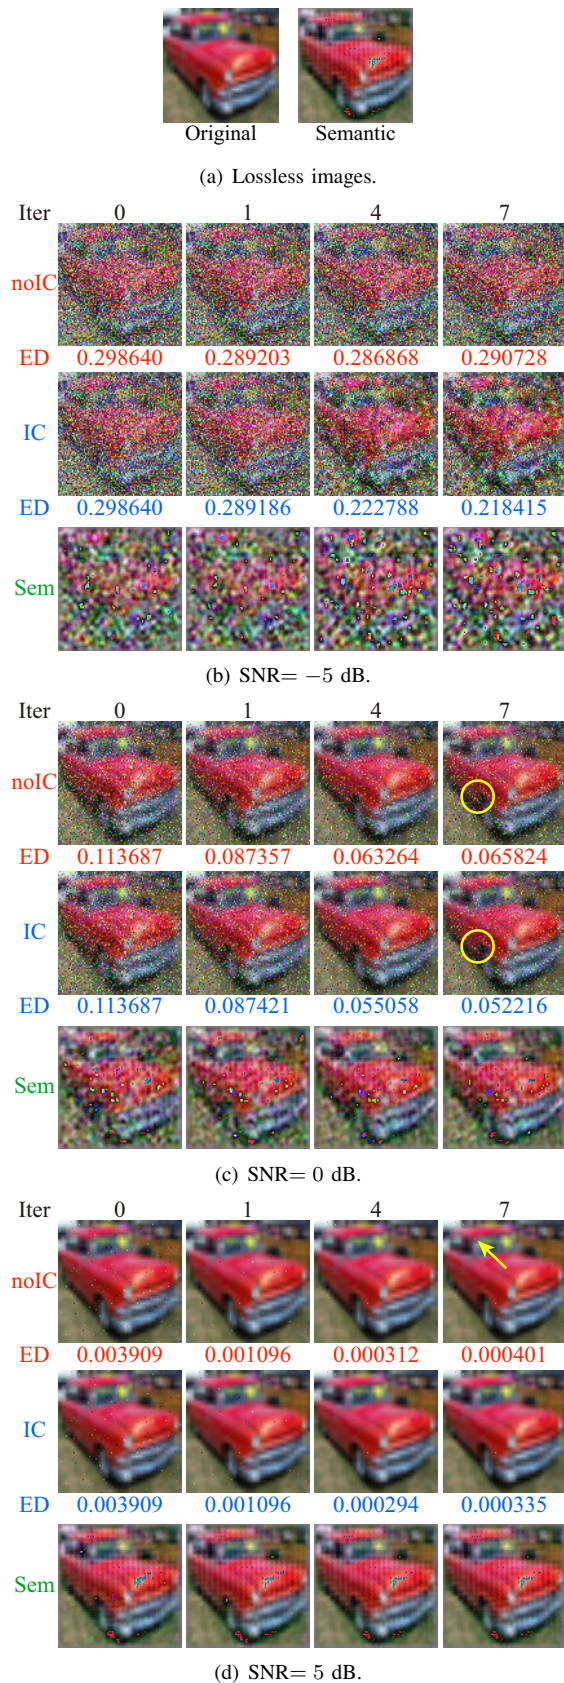 Original Semantic
(a) Lossless images.
Iter 0 1 4 7
noIC
ED 0.298640 0.289203 0.286868 0.290728
IC
ED 0.298640 0.289186 0.222788 0.218415
Sem
(b) SNR= −5 dB.
Iter 0 1 4 7
noIC
ED 0.113687 0.087357 0.063264 0.065824
IC
ED 0.113687 0.087421 0.055058 0.052216
Sem
(c) SNR= 0 dB.
Iter 0 1 4 7
noIC
ED 0.003909 0.001096 0.000312 0.000401
IC
ED 0.003909 0.001096 0.000294 0.000335
Sem
(d) SNR= 5 dB.